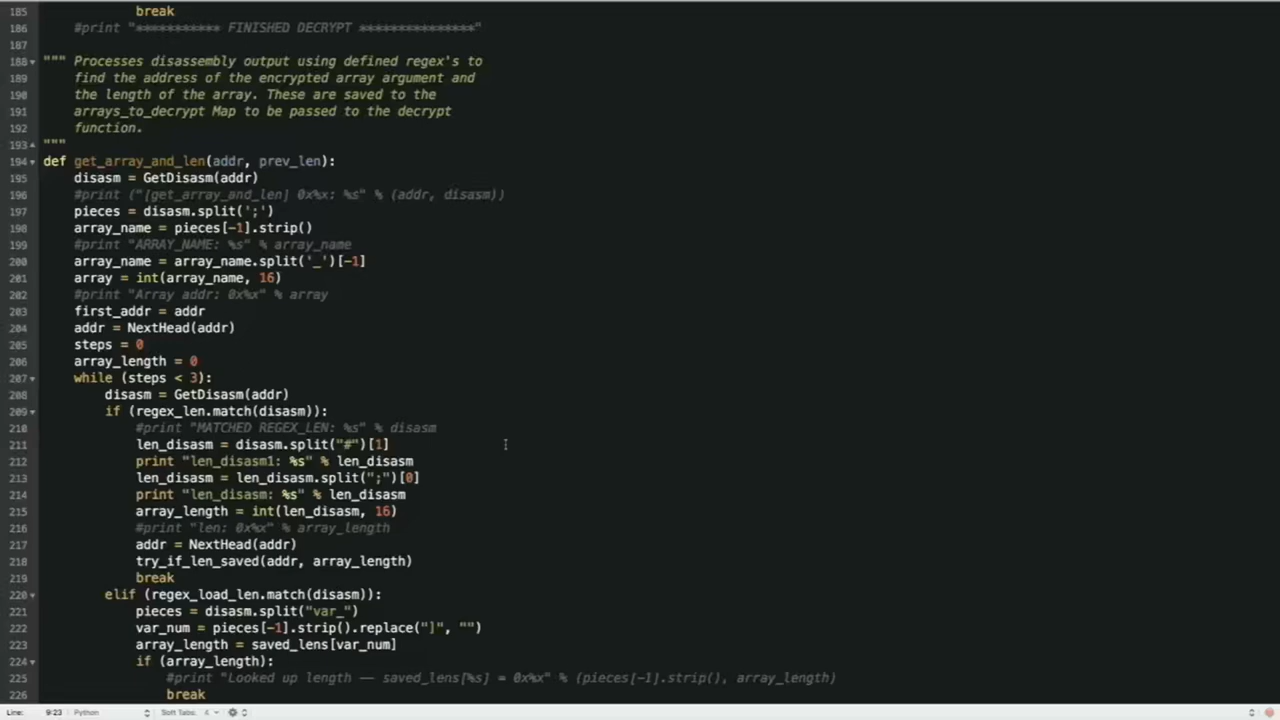 185 break
186 #print "*********** FINISHED DECRYPT ***************"
187
188 """ Processes disassembly output using defined regex's to
189 find the address of the encrypted array argument and
190 the length of the array. These are saved to the
191 arrays_to_decrypt Map to be passed to the decrypt
192 function.
193 """
194 def get_array_and_len(addr, prev_len):
195 disasm = GetDisasm(addr)
196 #print ("[get_array_and_len] 0x%x: %s" % (addr, disasm))
197 pieces = disasm.split(';')
198 array_name = pieces[-1].strip()
199 #print "ARRAY_NAME: %s" % array_name
200 array_name = array_name.split('_')[-1]
201 array = int(array_name, 16)
202 #print "Array addr: 0x%x" % array
203 first_addr = addr
204 addr = NextHead(addr)
205 steps = 0
206 array_length = 0
207 while (steps < 3):
208 disasm = GetDisasm(addr)
209 if (regex_len.match(disasm)):
210 #print "MATCHED REGEX_LEN: %s" % disasm
211 len_disasm = disasm.split("#")[1]
212 print "len_disasm1: %s" % len_disasm
213 len_disasm = len_disasm.split(";")[0]
214 print "len_disasm: %s" % len_disasm
215 array_length = int(len_disasm, 16)
216 #print "len: 0x%x" % array_length
217 addr = NextHead(addr)
218 try_if_len_saved(addr, array_length)
219 break
220 elif (regex_load_len.match(disasm)):
221 pieces = disasm.split("var_")
222 var_num = pieces[-1].strip().replace("]", "")
223 array_length = saved_lens[var_num]
224 if (array_length):
225 #print "Looked up length -- saved_lens[%s] = 0x%x" % (pieces[-1].strip(), array_length)
226 break
Line: 9:23 Python Soft Tabs: 4